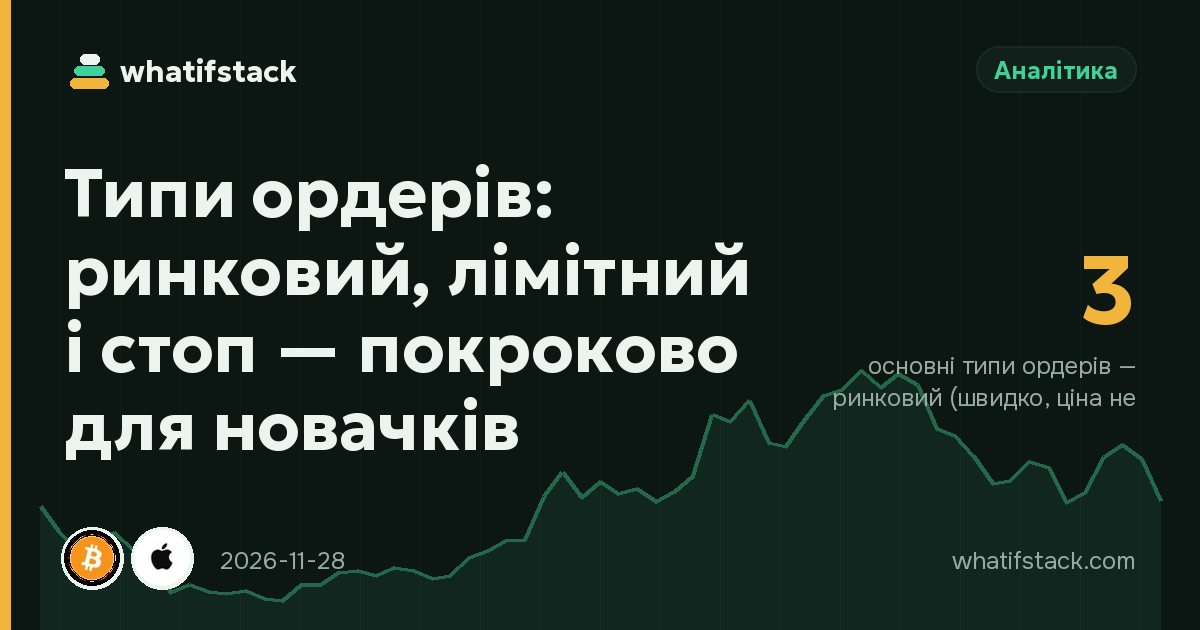 whatifstack
Аналітика
Типи ордерів:
ринковий, лімітний
і стоп — покроково
для новачків
3
основні типи ордерів —
ринковий (швидко, ціна не
2026-11-28
whatifstack.com